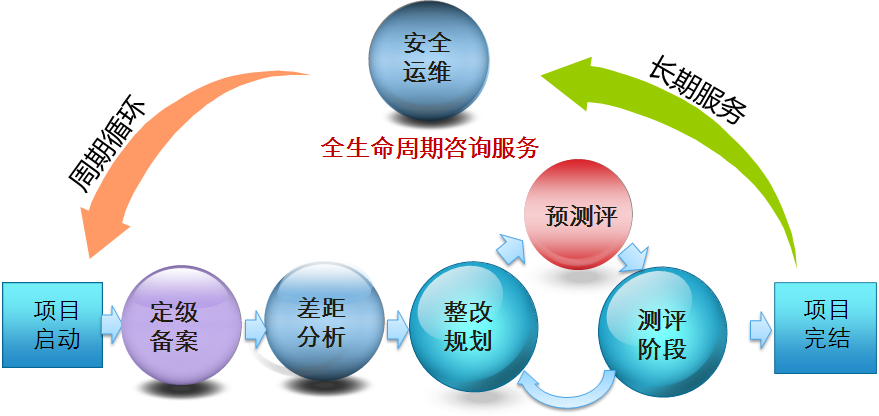 安全
运维
周期循环
长期服务
全生命周期咨询服务
预测评
项目
启动
定级
备案
差距
分析
整改
规划
测评
阶段
项目
完结